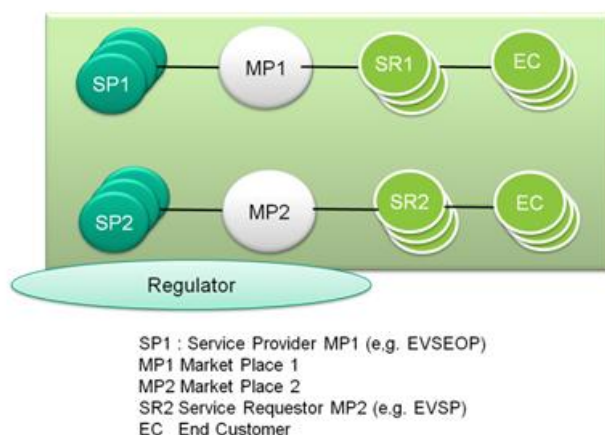 SP1
MP1
SR1
EC
SP2
MP2
SR2
EC
Regulator
SP1 : Service Provider MP1 (e,g. EVSEOP)
MP1 Market Place 1
MP2 Market Place 2
SR2 Service Requestor MP2 (e.g. EVSP)
EC End Customer